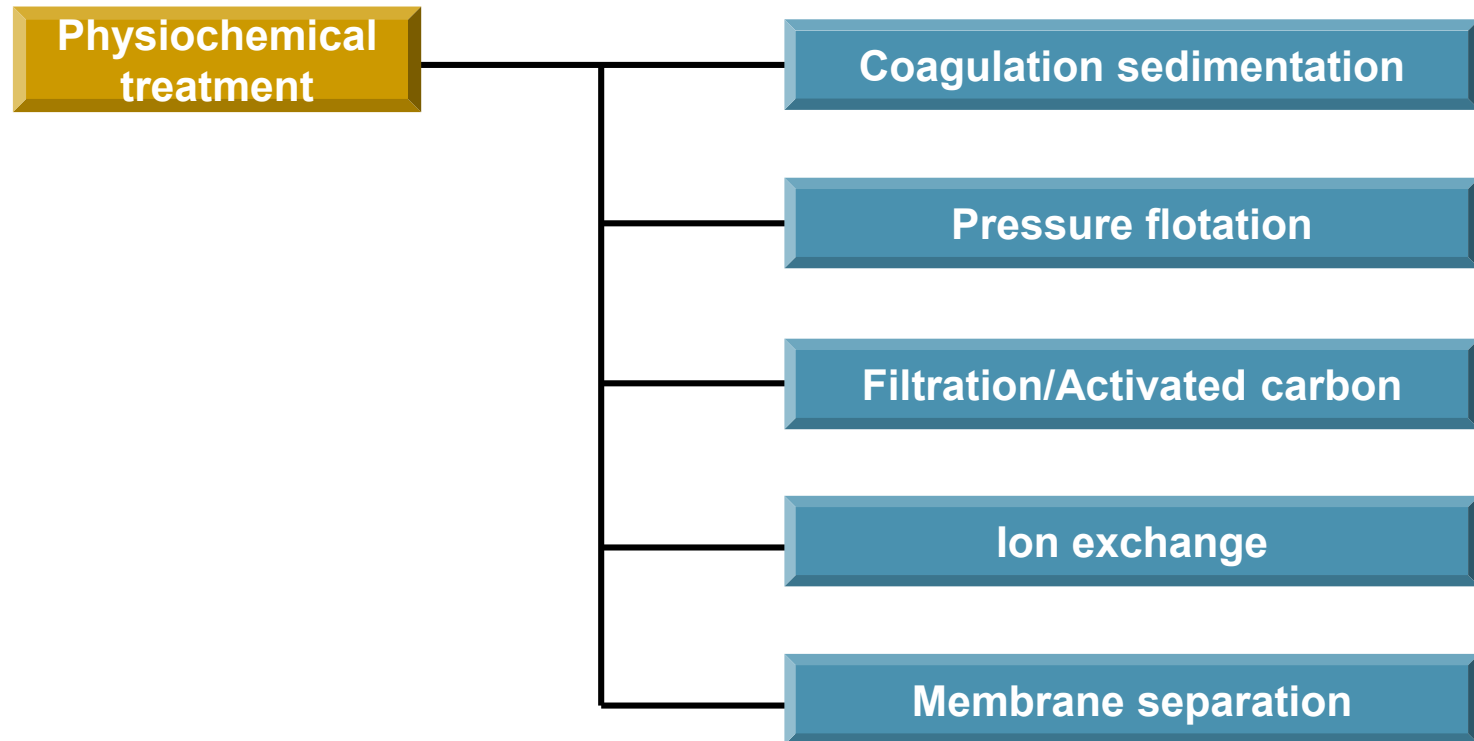 Physiochemical
treatment
Coagulation sedimentation
Pressure flotation
Filtration/Activated carbon
Ion exchange
Membrane separation